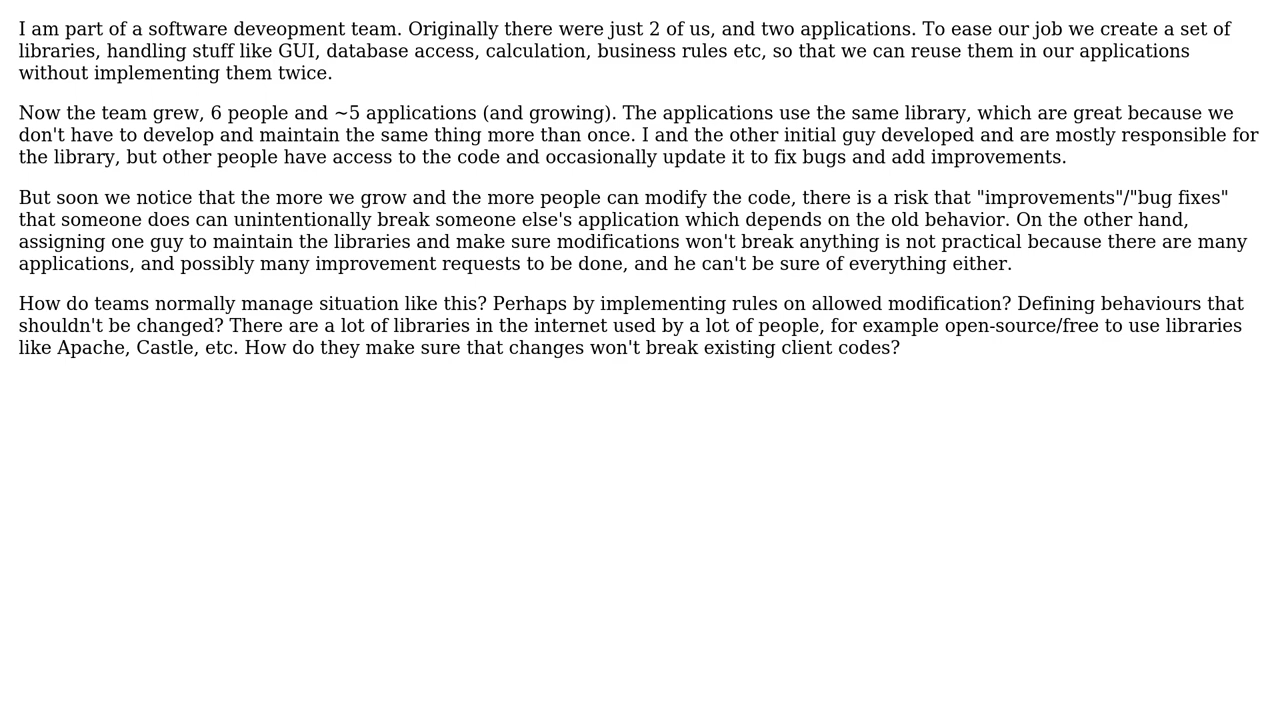 I am part of a software deveopment team. Originally there were just 2 of us, and two applications. To ease our job we create a set of
libraries, handling stuff like GUI, database access, calculation, business rules etc, so that we can reuse them in our applications
without implementing them twice.
Now the team grew, 6 people and ~5 applications (and growing). The applications use the same library, which are great because we
don't have to develop and maintain the same thing more than once. I and the other initial guy developed and are mostly responsible for
the library, but other people have access to the code and occasionally update it to fix bugs and add improvements.
But soon we notice that the more we grow and the more people can modify the code, there is a risk that "improvements"/"bug fixes"
that someone does can unintentionally break someone else's application which depends on the old behavior. On the other hand,
assigning one guy to maintain the libraries and make sure modifications won't break anything is not practical because there are many
applications, and possibly many improvement requests to be done, and he can't be sure of everything either.
How do teams normally manage situation like this? Perhaps by implementing rules on allowed modification? Defining behaviours that
shouldn't be changed? There are a lot of libraries in the internet used by a lot of people, for example open-source/free to use libraries
like Apache, Castle, etc. How do they make sure that changes won't break existing client codes?